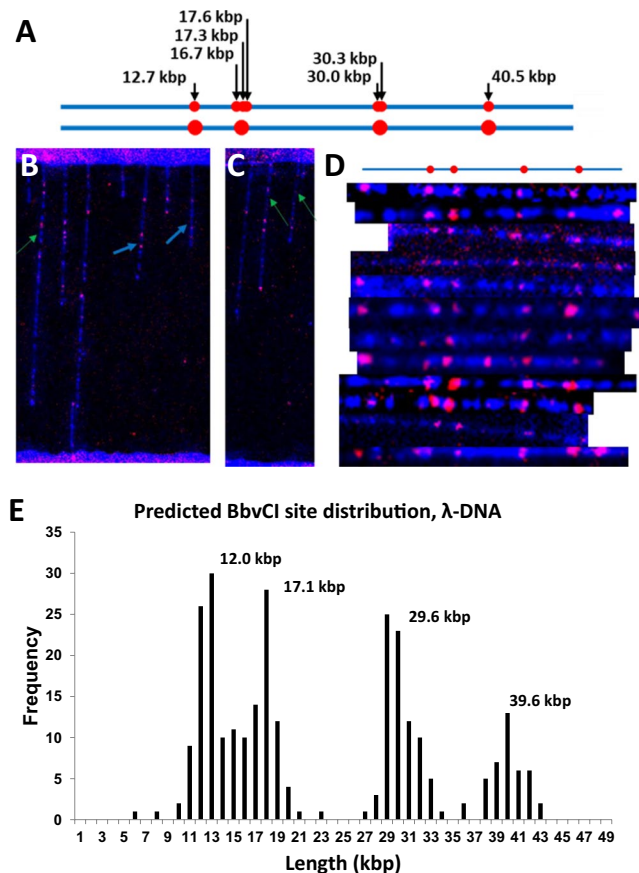 A
17.6 kbp
17.3 kbp
16.7 kbp
12.7 kbp
30.3 kbp
30.0 kbp
40.5 kbp
B
C
D
E
Predicted BbvCI site distribution, λ-DNA
35
30
25
20
15
10
5
0
12.0 kbp
17.1 kbp
29.6 kbp
39.6 kbp
Frequency
1 3 5 7 9 11 13 15 17 19 21 23 25 27 29 31 33 35 37 39 41 43 45 47 49
Length (kbp)